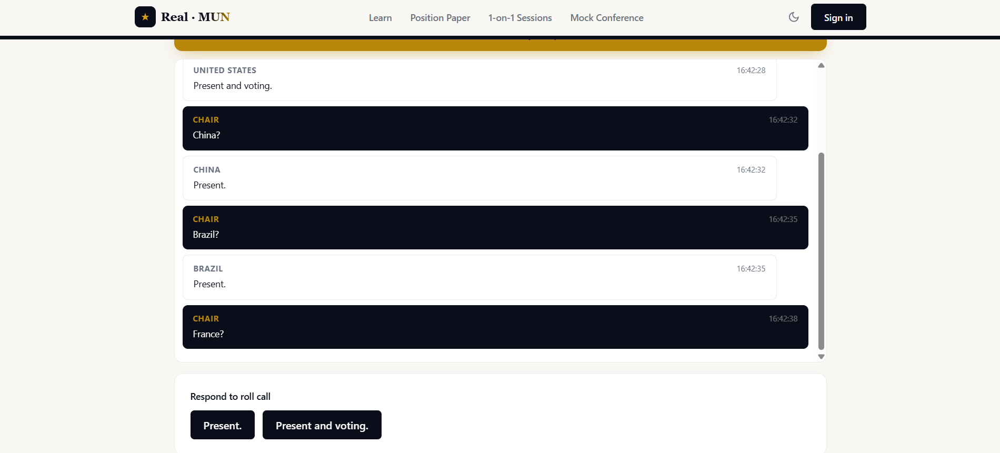 ★ Real · MUN
Learn Position Paper 1-on-1 Sessions Mock Conference
Sign in
UNITED STATES 16:42:28
Present and voting.
CHAIR 16:42:32
China?
CHINA 16:42:32
Present.
CHAIR 16:42:35
Brazil?
BRAZIL 16:42:35
Present.
CHAIR 16:42:38
France?
Respond to roll call
Present. Present and voting.